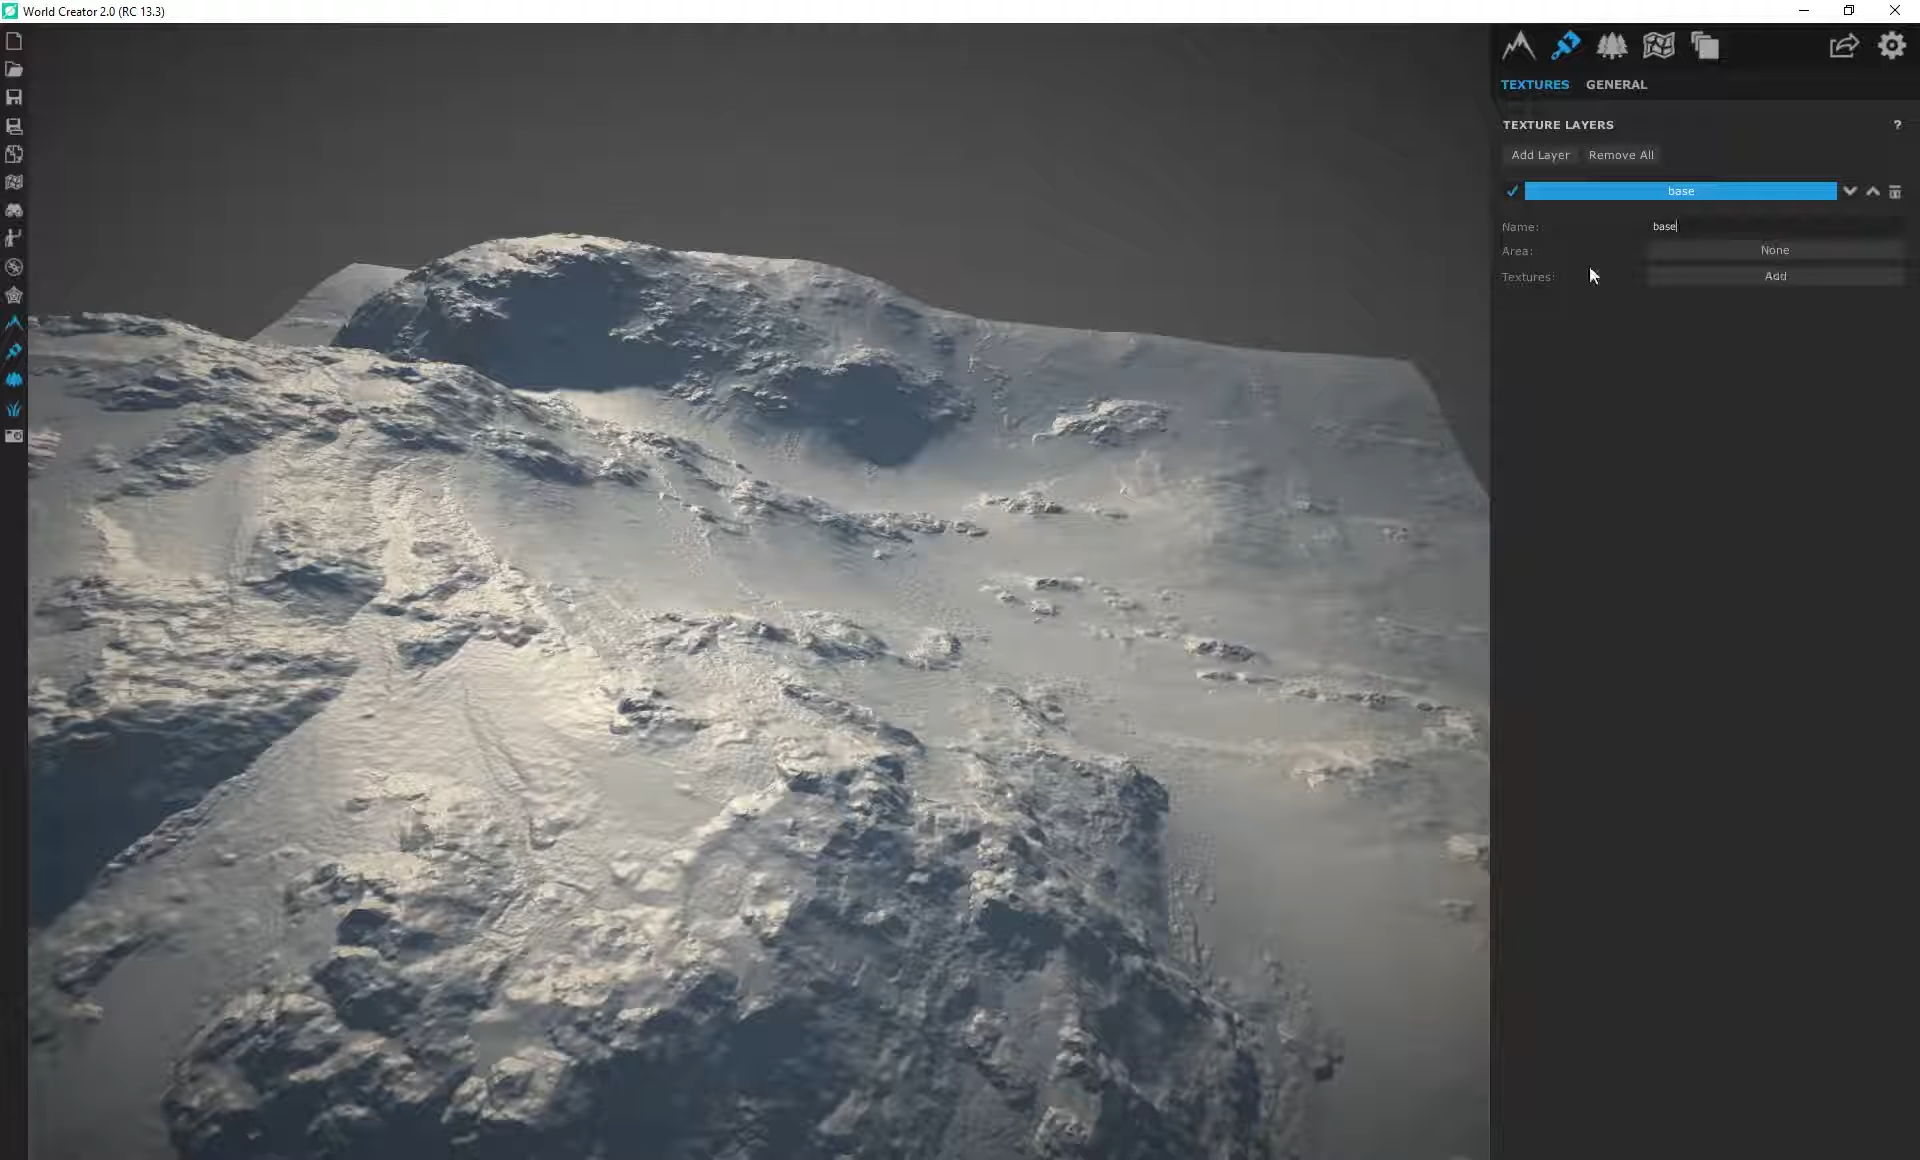 World Creator 2.0 (RC 13.3)
TEXTURES GENERAL
TEXTURE LAYERS ?
Add Layer Remove All
base
Name: base
Area: None
Textures: Add